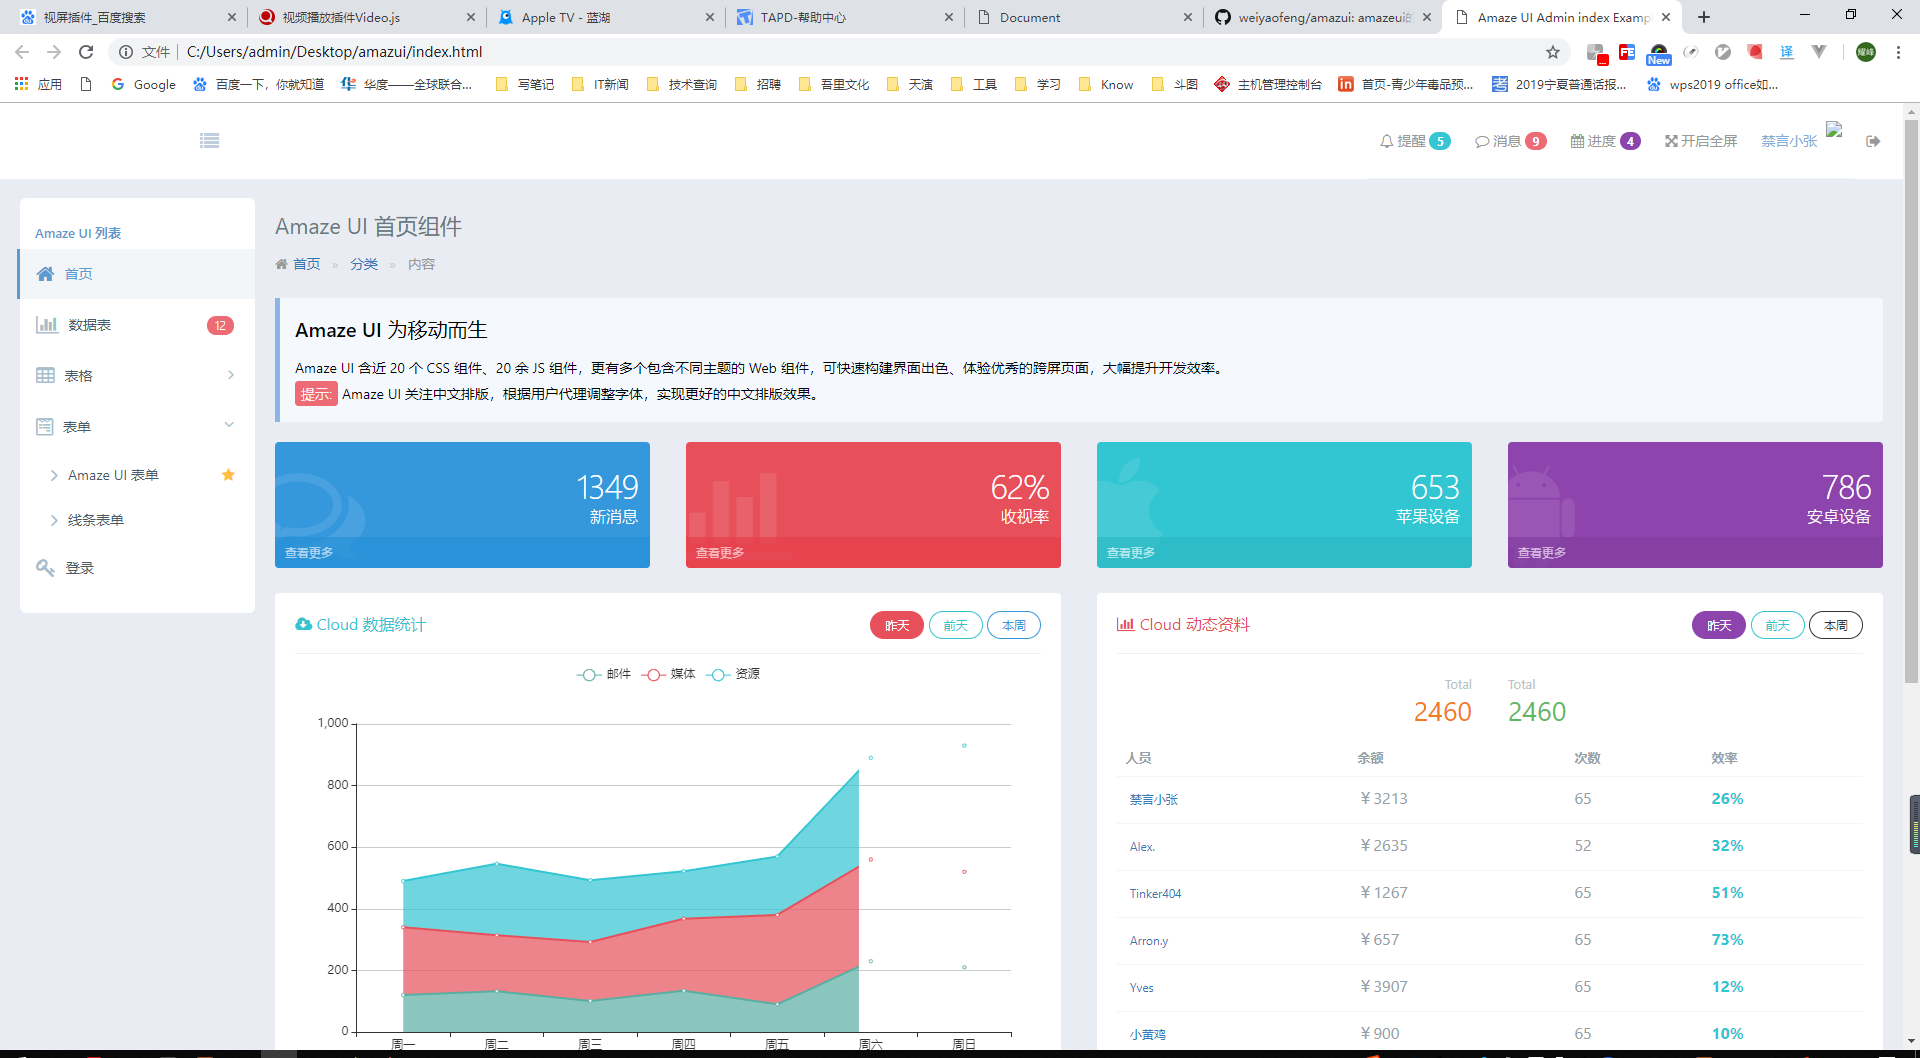 视屏插件_百度搜索
视频播放插件Video.js
Apple TV - 蓝湖
TAPD-帮助中心
Document
weiyaofeng/amazui: amazeui的
Amaze UI Admin index Examp
文件 C:/Users/admin/Desktop/amazui/index.html
New
应用 Google 百度一下，你就知道 华度——全球联合... 写笔记 IT新闻 技术查询 招聘 吾里文化 天演 工具 学习 Know 斗图 主机管理控制台 首页-青少年毒品预... 2019宁夏普通话报... wps2019 office如...
提醒 5 消息 9 进度 4 开启全屏 禁言小张
Amaze UI 列表
首页
数据表 12
表格
表单
Amaze UI 表单
线条表单
登录
Amaze UI 首页组件
首页 » 分类 » 内容
Amaze UI 为移动而生
Amaze UI 含近 20 个 CSS 组件、20 余 JS 组件，更有多个包含不同主题的 Web 组件，可快速构建界面出色、体验优秀的跨屏页面，大幅提升开发效率。
提示: Amaze UI 关注中文排版，根据用户代理调整字体，实现更好的中文排版效果。
1349
新消息
查看更多
62%
收视率
查看更多
653
苹果设备
查看更多
786
安卓设备
查看更多
Cloud 数据统计 昨天 前天 本周
邮件 媒体 资源
1,000
800
600
400
200
0
周一 周二 周三 周四 周五 周六 周日
Cloud 动态资料 昨天 前天 本周
Total Total
2460 2460
人员 余额 次数 效率
禁言小张 ￥3213 65 26%
Alex. ￥2635 52 32%
Tinker404 ￥1267 65 51%
Arron.y ￥657 65 73%
Yves ￥3907 65 12%
小黄鸡 ￥900 65 10%